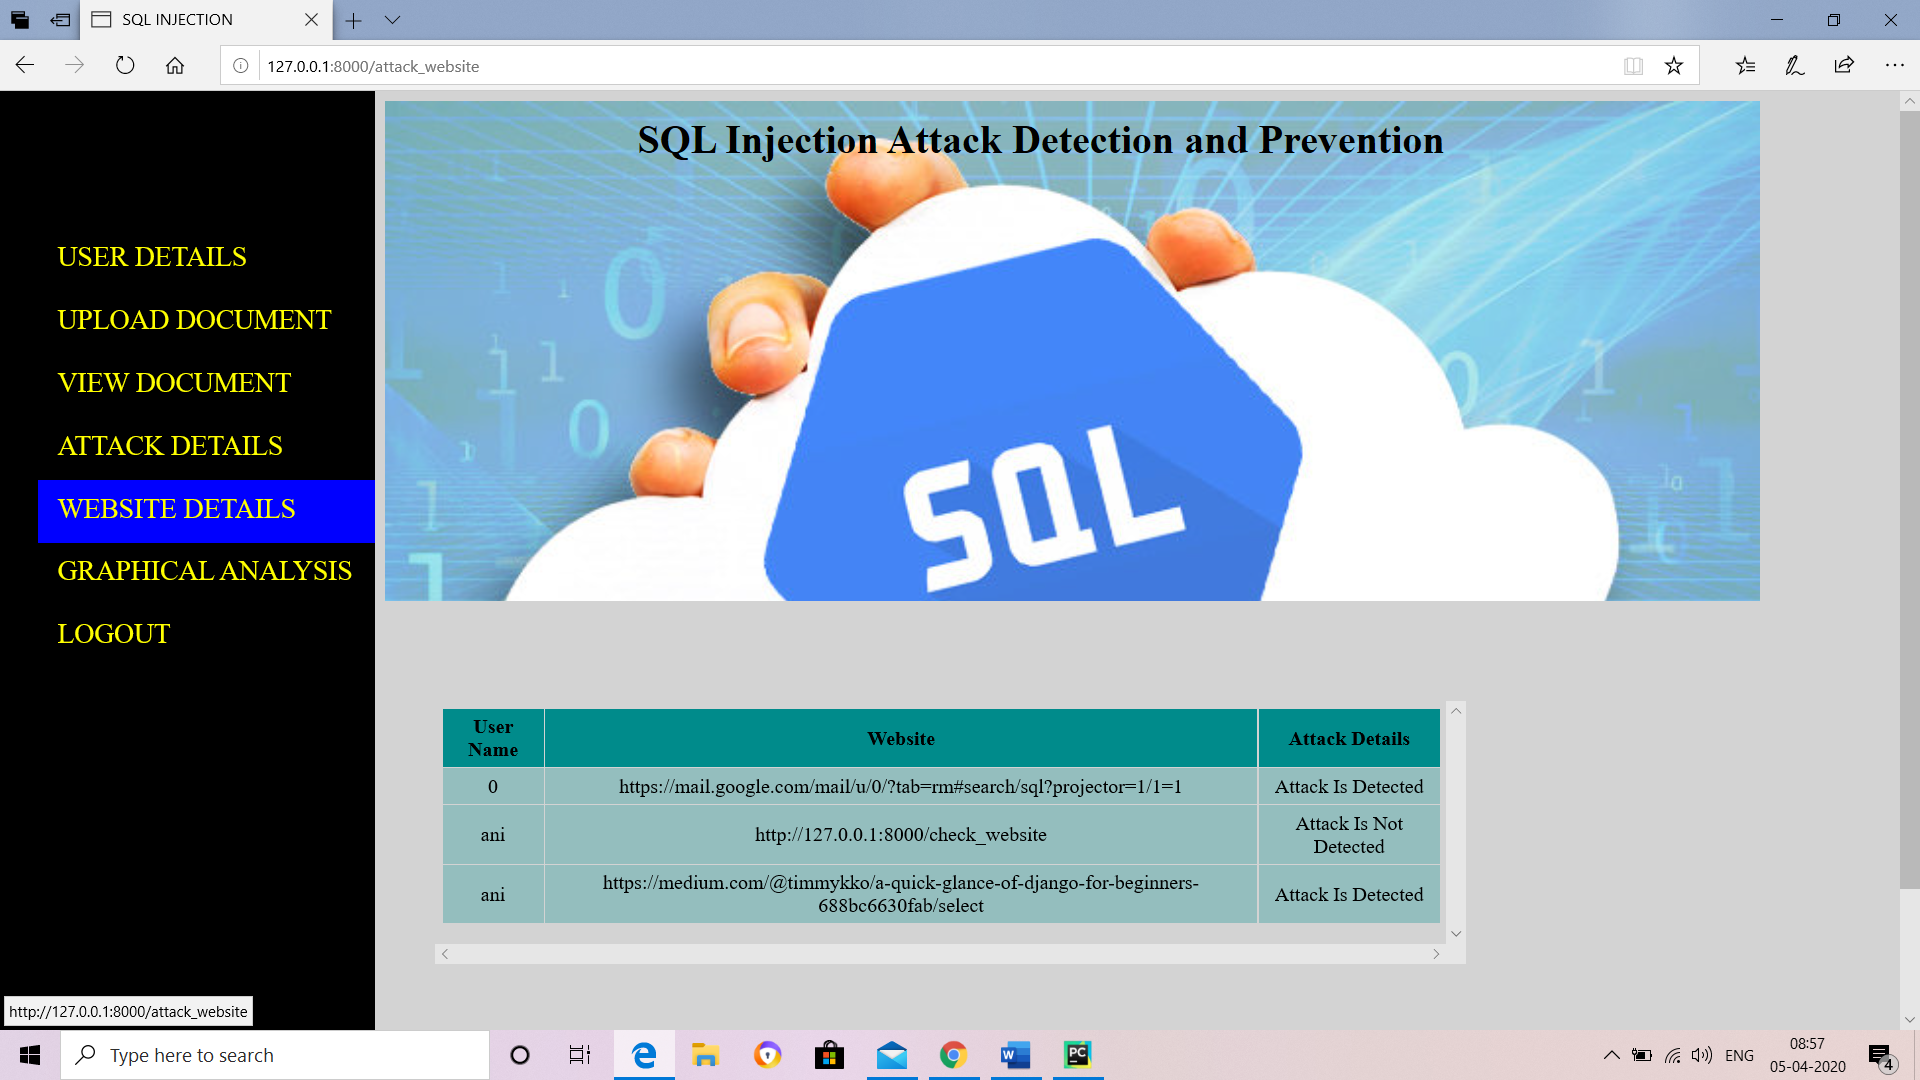 SQL INJECTION
127.0.0.1:8000/attack_website
SQL Injection Attack Detection and Prevention
USER DETAILS
UPLOAD DOCUMENT
VIEW DOCUMENT
ATTACK DETAILS
WEBSITE DETAILS
GRAPHICAL ANALYSIS
LOGOUT
SQL
User Name Website Attack Details
0 https://mail.google.com/mail/u/0/?tab=rm#search/sql?projector=1/1=1 Attack Is Detected
ani http://127.0.0.1:8000/check_website Attack Is Not Detected
ani https://medium.com/@timmykko/a-quick-glance-of-django-for-beginners-688bc6630fab/select Attack Is Detected
http://127.0.0.1:8000/attack_website
Type here to search
ENG
08:57
05-04-2020
4